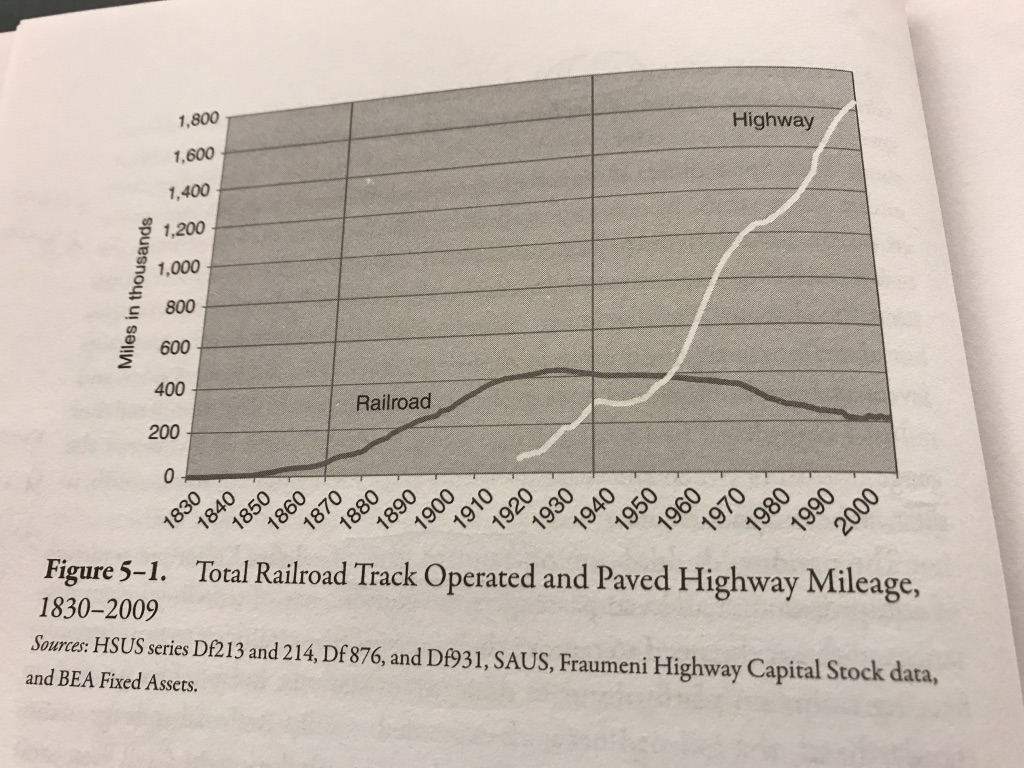 Highway
1,800
1,600
1,400
1,200
1,000
800
600
400
200
0
Miles in thousands
Railroad
1830 1840 1850 1860 1870 1880 1890 1900 1910 1920 1930 1940 1950 1960 1970 1980 1990 2000
Figure 5–1. Total Railroad Track Operated and Paved Highway Mileage,
1830–2009
Sources: HSUS series Df213 and 214, Df 876, and Df931, SAUS, Fraumeni Highway Capital Stock data,
and BEA Fixed Assets.